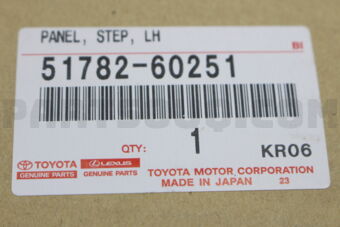 PANEL, STEP, LH
BI
51782-60251
QTY: 1 KR06
TOYOTA LEXUS TOYOTA MOTOR CORPORATION
GENUINE PARTS GENUINE PARTS MADE IN JAPAN 23